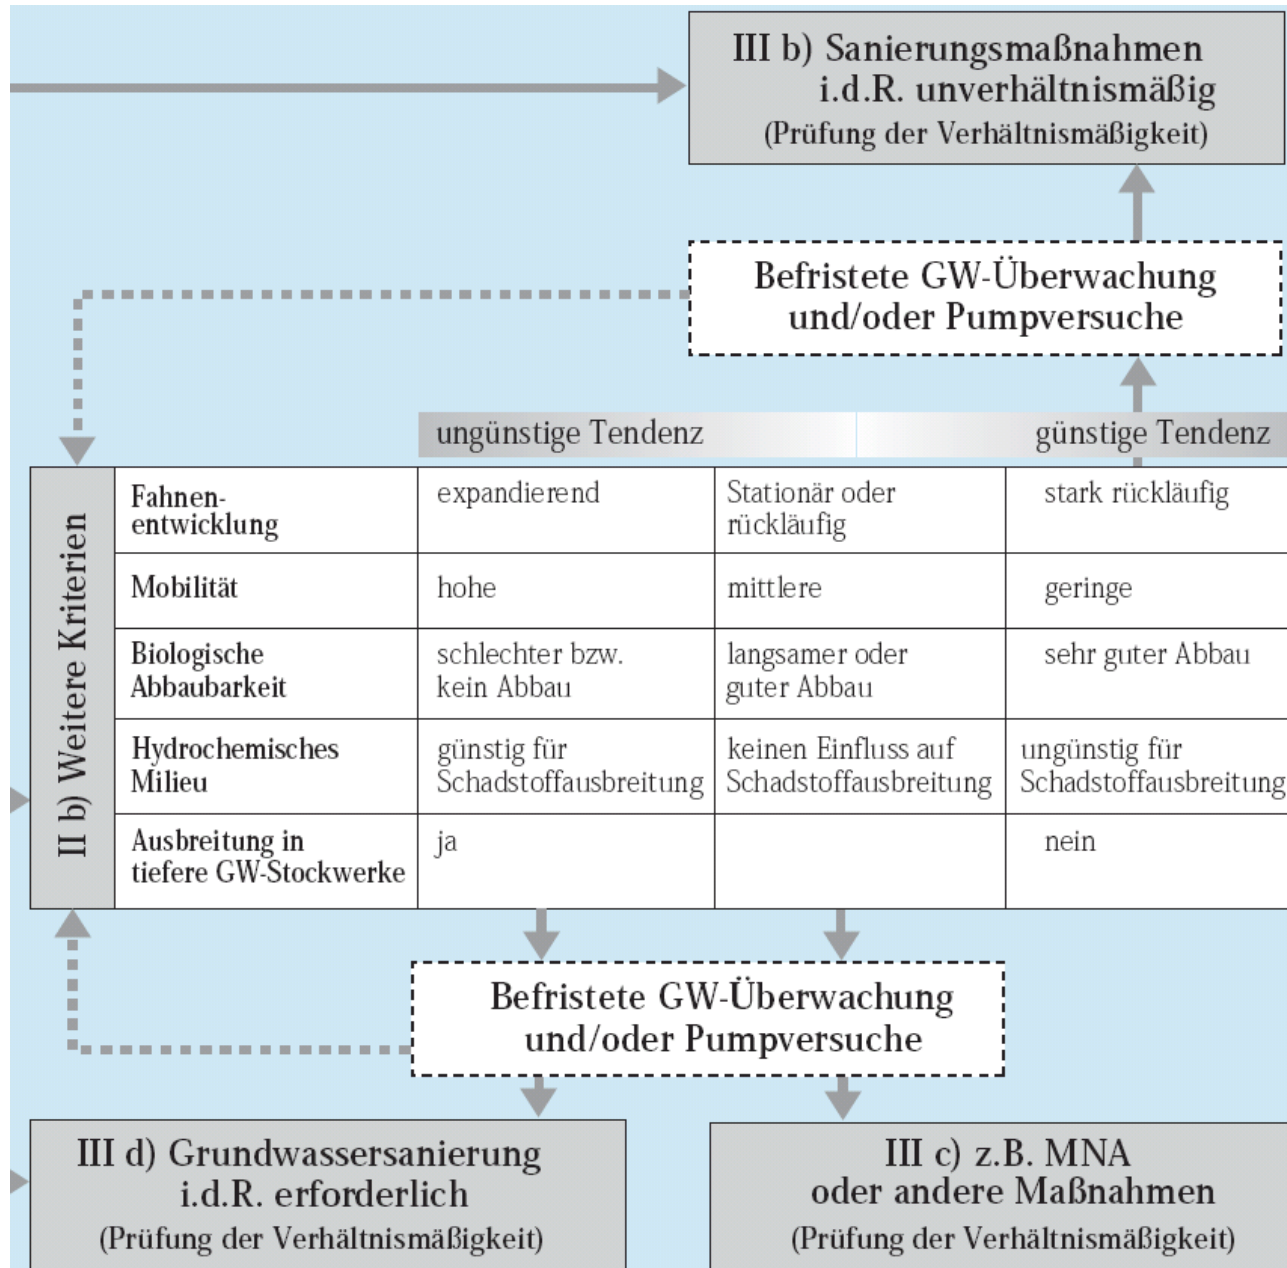 III b) Sanierungsmaßnahmen
i.d.R. unverhältnismäßig
(Prüfung der Verhältnismäßigkeit)
Befristete GW-Überwachung
und/oder Pumpversuche
ungünstige Tendenz
günstige Tendenz
II b) Weitere Kriterien
Fahnen-
entwicklung
expandierend
Stationär oder
rückläufig
stark rückläufig
Mobilität
hohe
mittlere
geringe
Biologische
Abbaubarkeit
schlechter bzw.
kein Abbau
langsamer oder
guter Abbau
sehr guter Abbau
Hydrochemisches
Milieu
günstig für
Schadstoffausbreitung
keinen Einfluss auf
Schadstoffausbreitung
ungünstig für
Schadstoffausbreitung
Ausbreitung in
tiefere GW-Stockwerke
ja
nein
Befristete GW-Überwachung
und/oder Pumpversuche
III d) Grundwassersanierung
i.d.R. erforderlich
(Prüfung der Verhältnismäßigkeit)
III c) z.B. MNA
oder andere Maßnahmen
(Prüfung der Verhältnismäßigkeit)